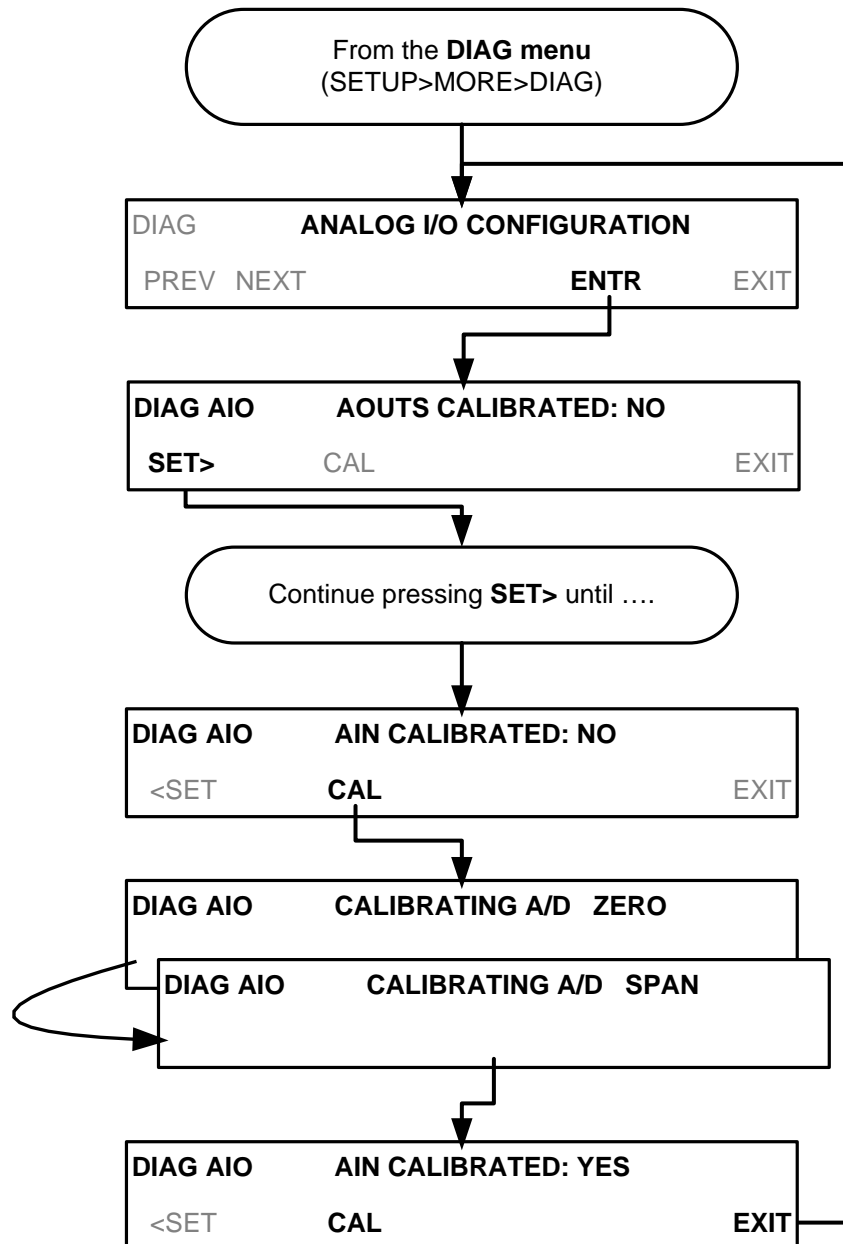 From the DIAG menu
(SETUP>MORE>DIAG)
DIAG ANALOG I/O CONFIGURATION
PREV NEXT ENTR EXIT
DIAG AIO AOUTS CALIBRATED: NO
SET> CAL EXIT
Continue pressing SET> until ….
DIAG AIO AIN CALIBRATED: NO
<SET CAL EXIT
DIAG AIO CALIBRATING A/D ZERO
DIAG AIO CALIBRATING A/D SPAN
DIAG AIO AIN CALIBRATED: YES
<SET CAL EXIT